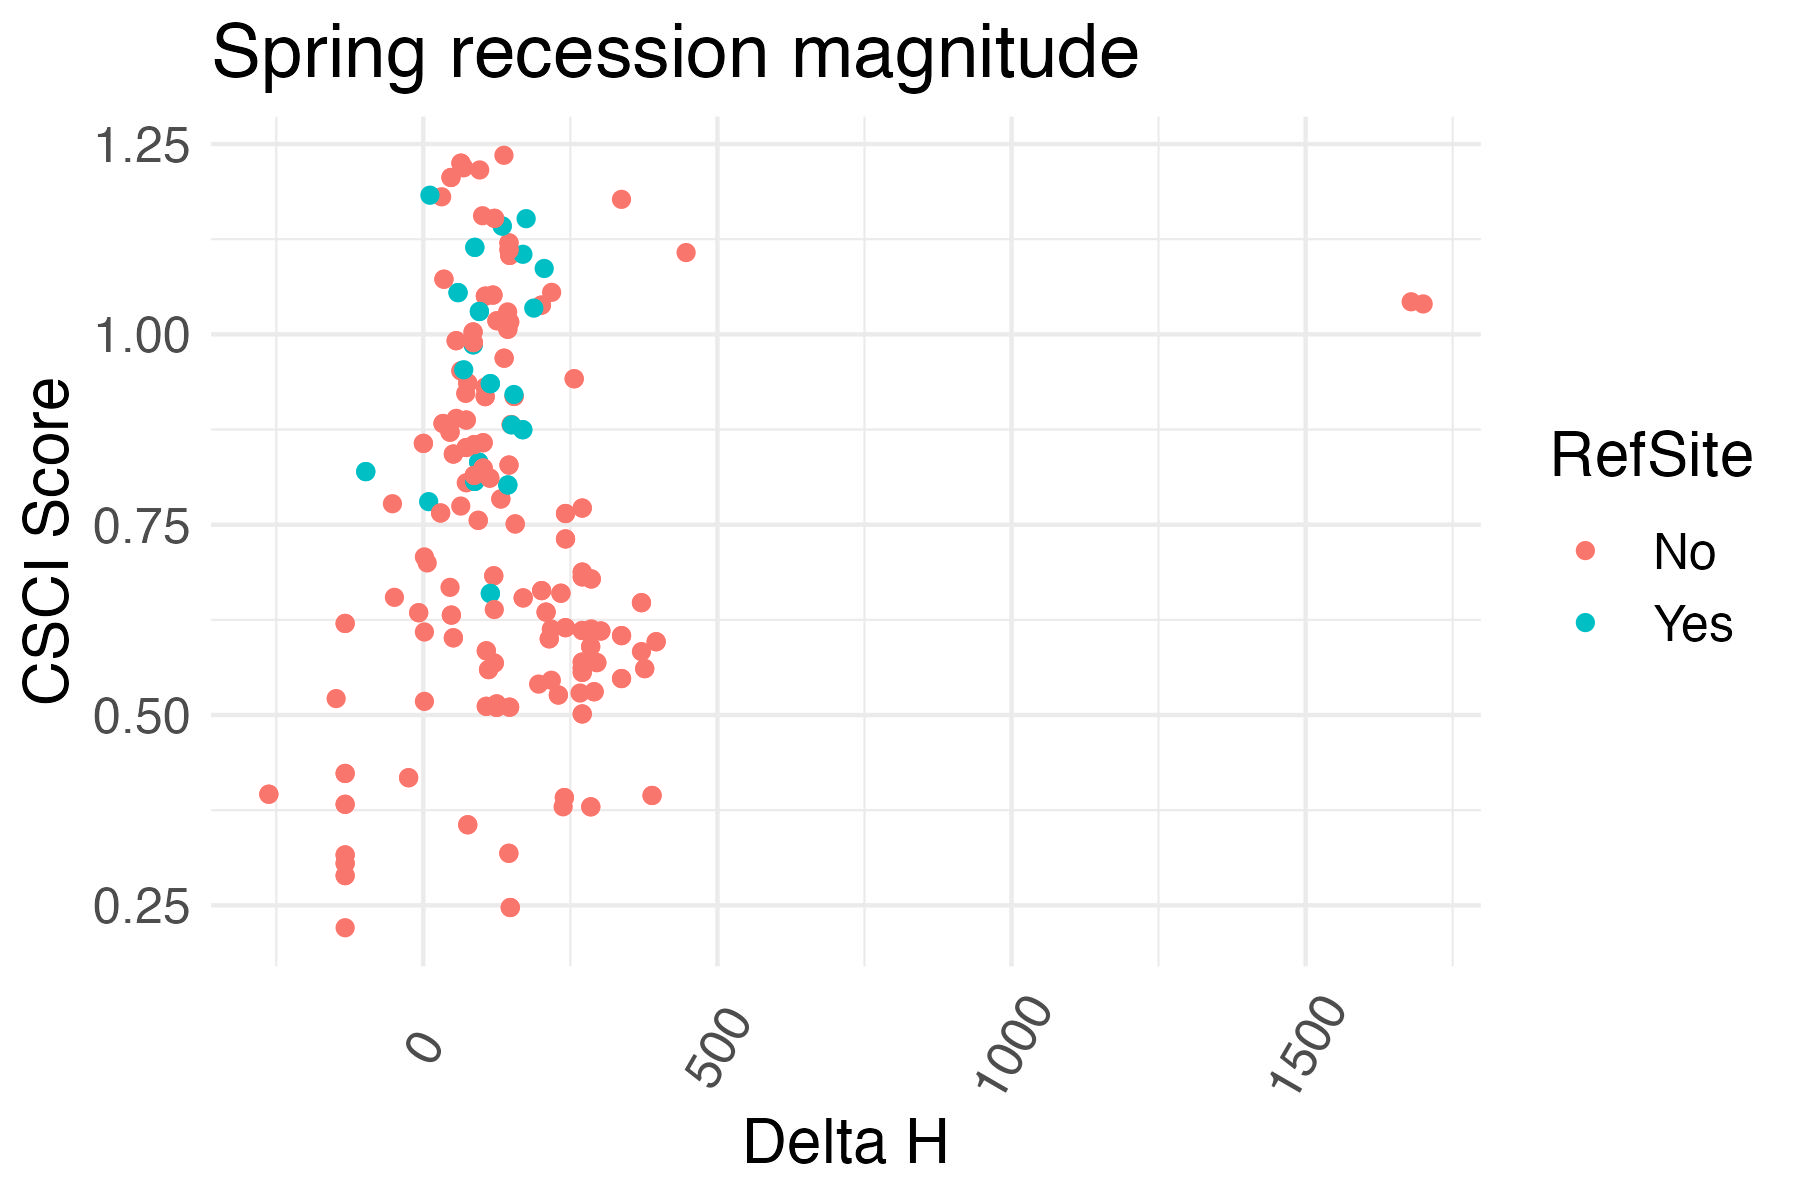 Spring recession magnitude
1.25
1.00
0.75
0.50
0.25
CSCI Score
0
500
1000
1500
Delta H
RefSite
No
Yes